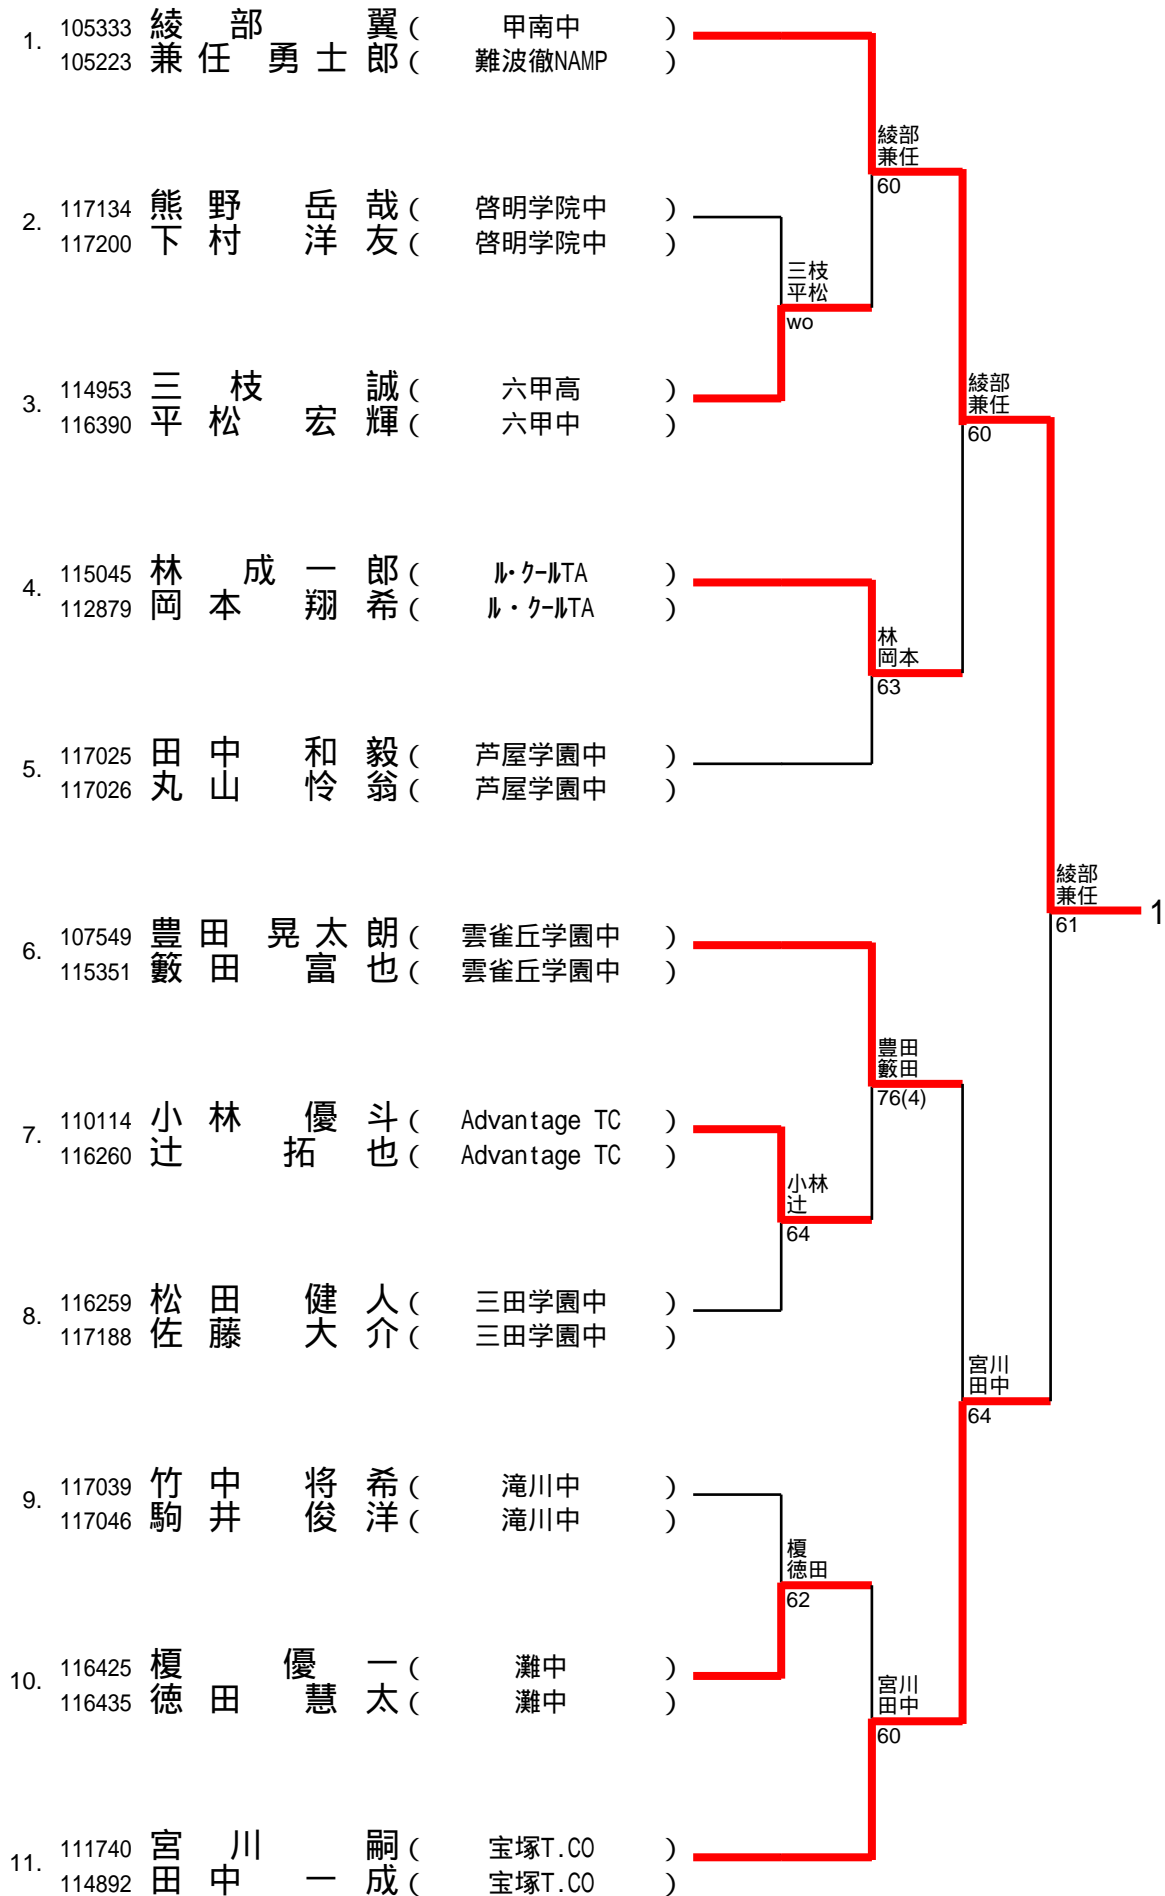 1. 105333 綾部 翼 ( 甲南中 )
105223 兼任 勇士郎 ( 難波徹NAMP )
綾部
兼任
60
2. 117134 熊野 岳哉 ( 啓明学院中 )
117200 下村 洋友 ( 啓明学院中 )
三枝
平松
wo
3. 114953 三枝 誠 ( 六甲高 )
116390 平松 宏輝 ( 六甲中 )
綾部
兼任
60
4. 115045 林 成一郎 ( ル・クールTA )
112879 岡本 翔希 ( ル・クールTA )
林
岡本
63
5. 117025 田中 和毅 ( 芦屋学園中 )
117026 丸山 怜翁 ( 芦屋学園中 )
綾部
兼任
61
1
6. 107549 豊田 晃太朗 ( 雲雀丘学園中 )
115351 籔田 富也 ( 雲雀丘学園中 )
豊田
籔田
76(4)
7. 110114 小林 優斗 ( Advantage TC )
116260 辻 拓也 ( Advantage TC )
小林
辻
64
8. 116259 松田 健人 ( 三田学園中 )
117188 佐藤 大介 ( 三田学園中 )
宮川
田中
64
9. 117039 竹中 将希 ( 滝川中 )
117046 駒井 俊洋 ( 滝川中 )
榎
徳田
62
10. 116425 榎 優一 ( 灘中 )
116435 徳田 慧太 ( 灘中 )
宮川
田中
60
11. 111740 宮川 嗣 ( 宝塚T.CO )
114892 田中 一成 ( 宝塚T.CO )